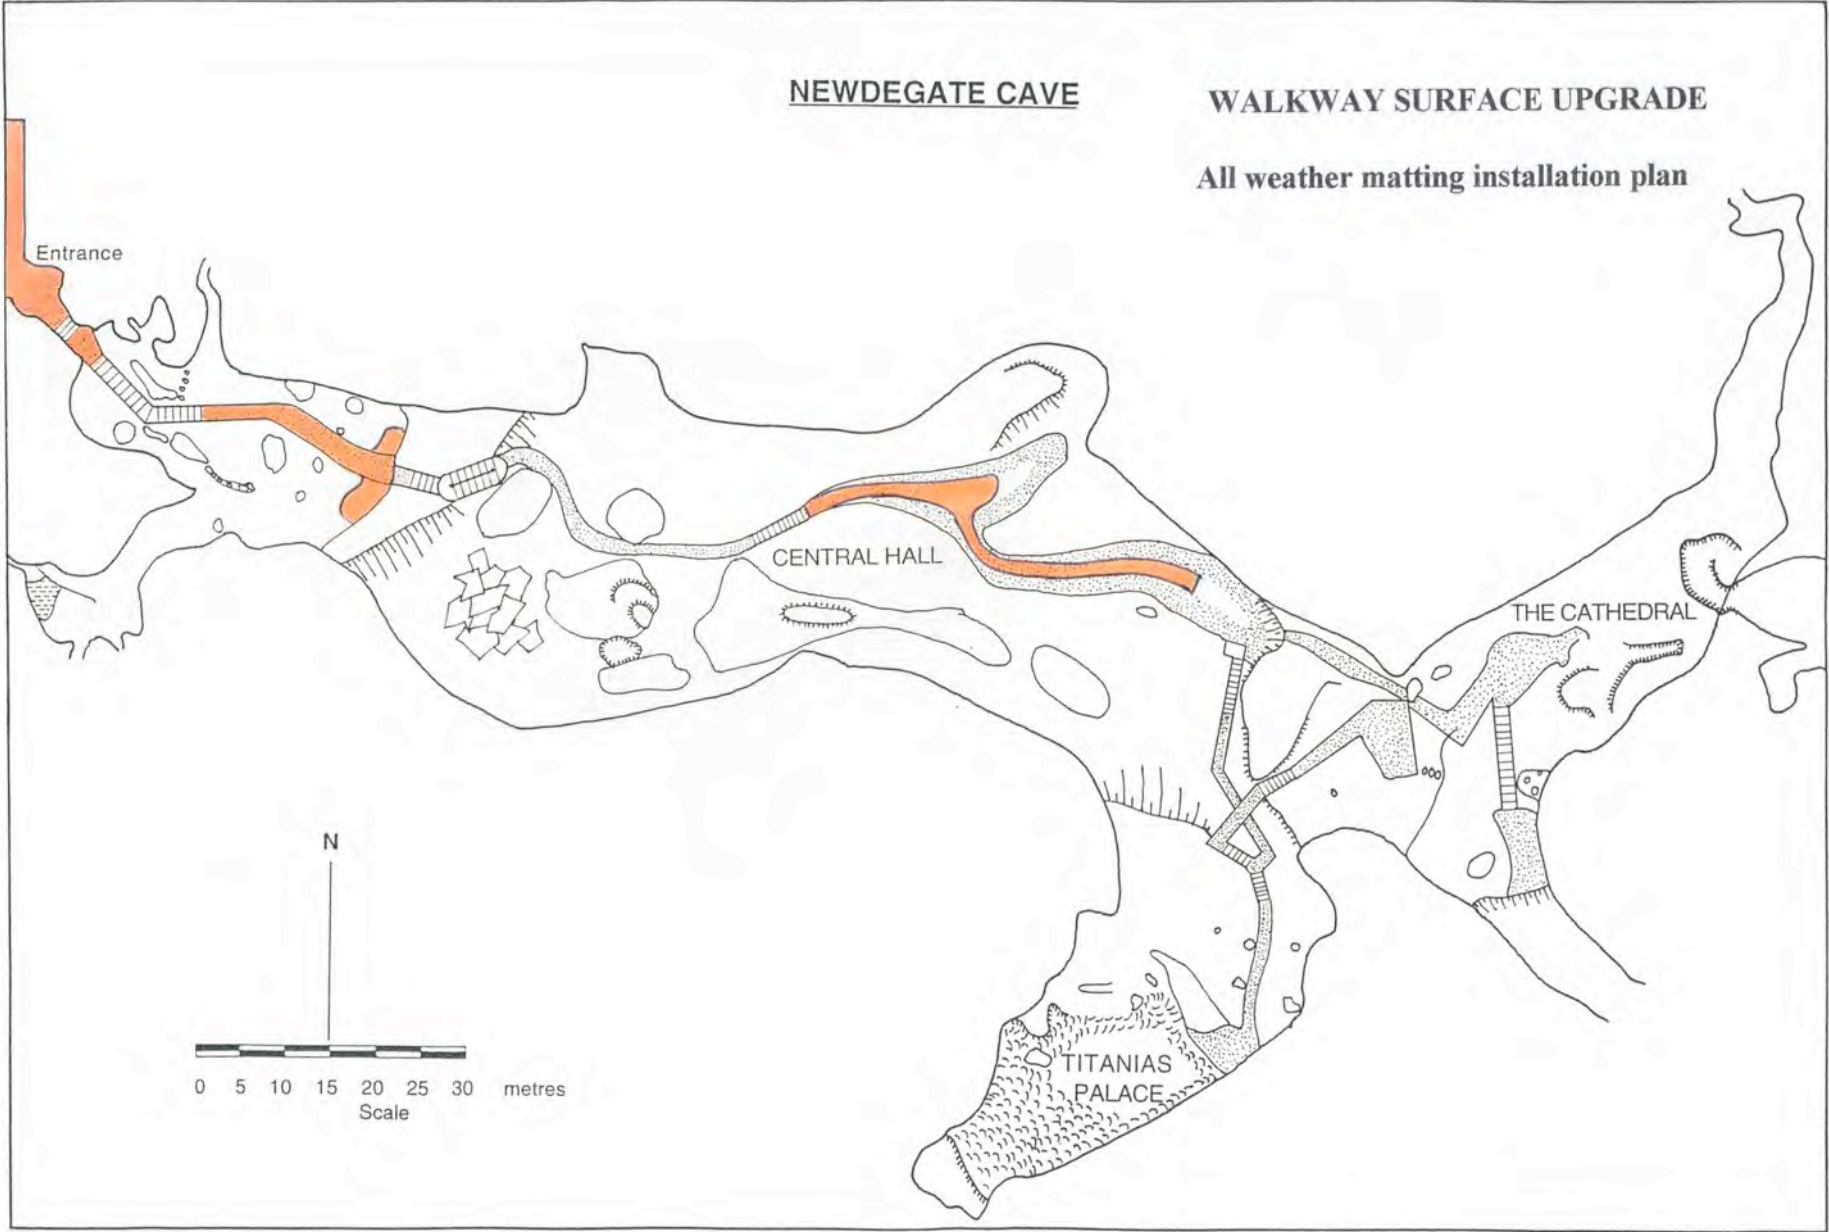 NEWDEGATE CAVE
WALKWAY SURFACE UPGRADE
All weather matting installation plan
Entrance
CENTRAL HALL
THE CATHEDRAL
N
0 5 10 15 20 25 30 metres
Scale
TITANIAS
PALACE